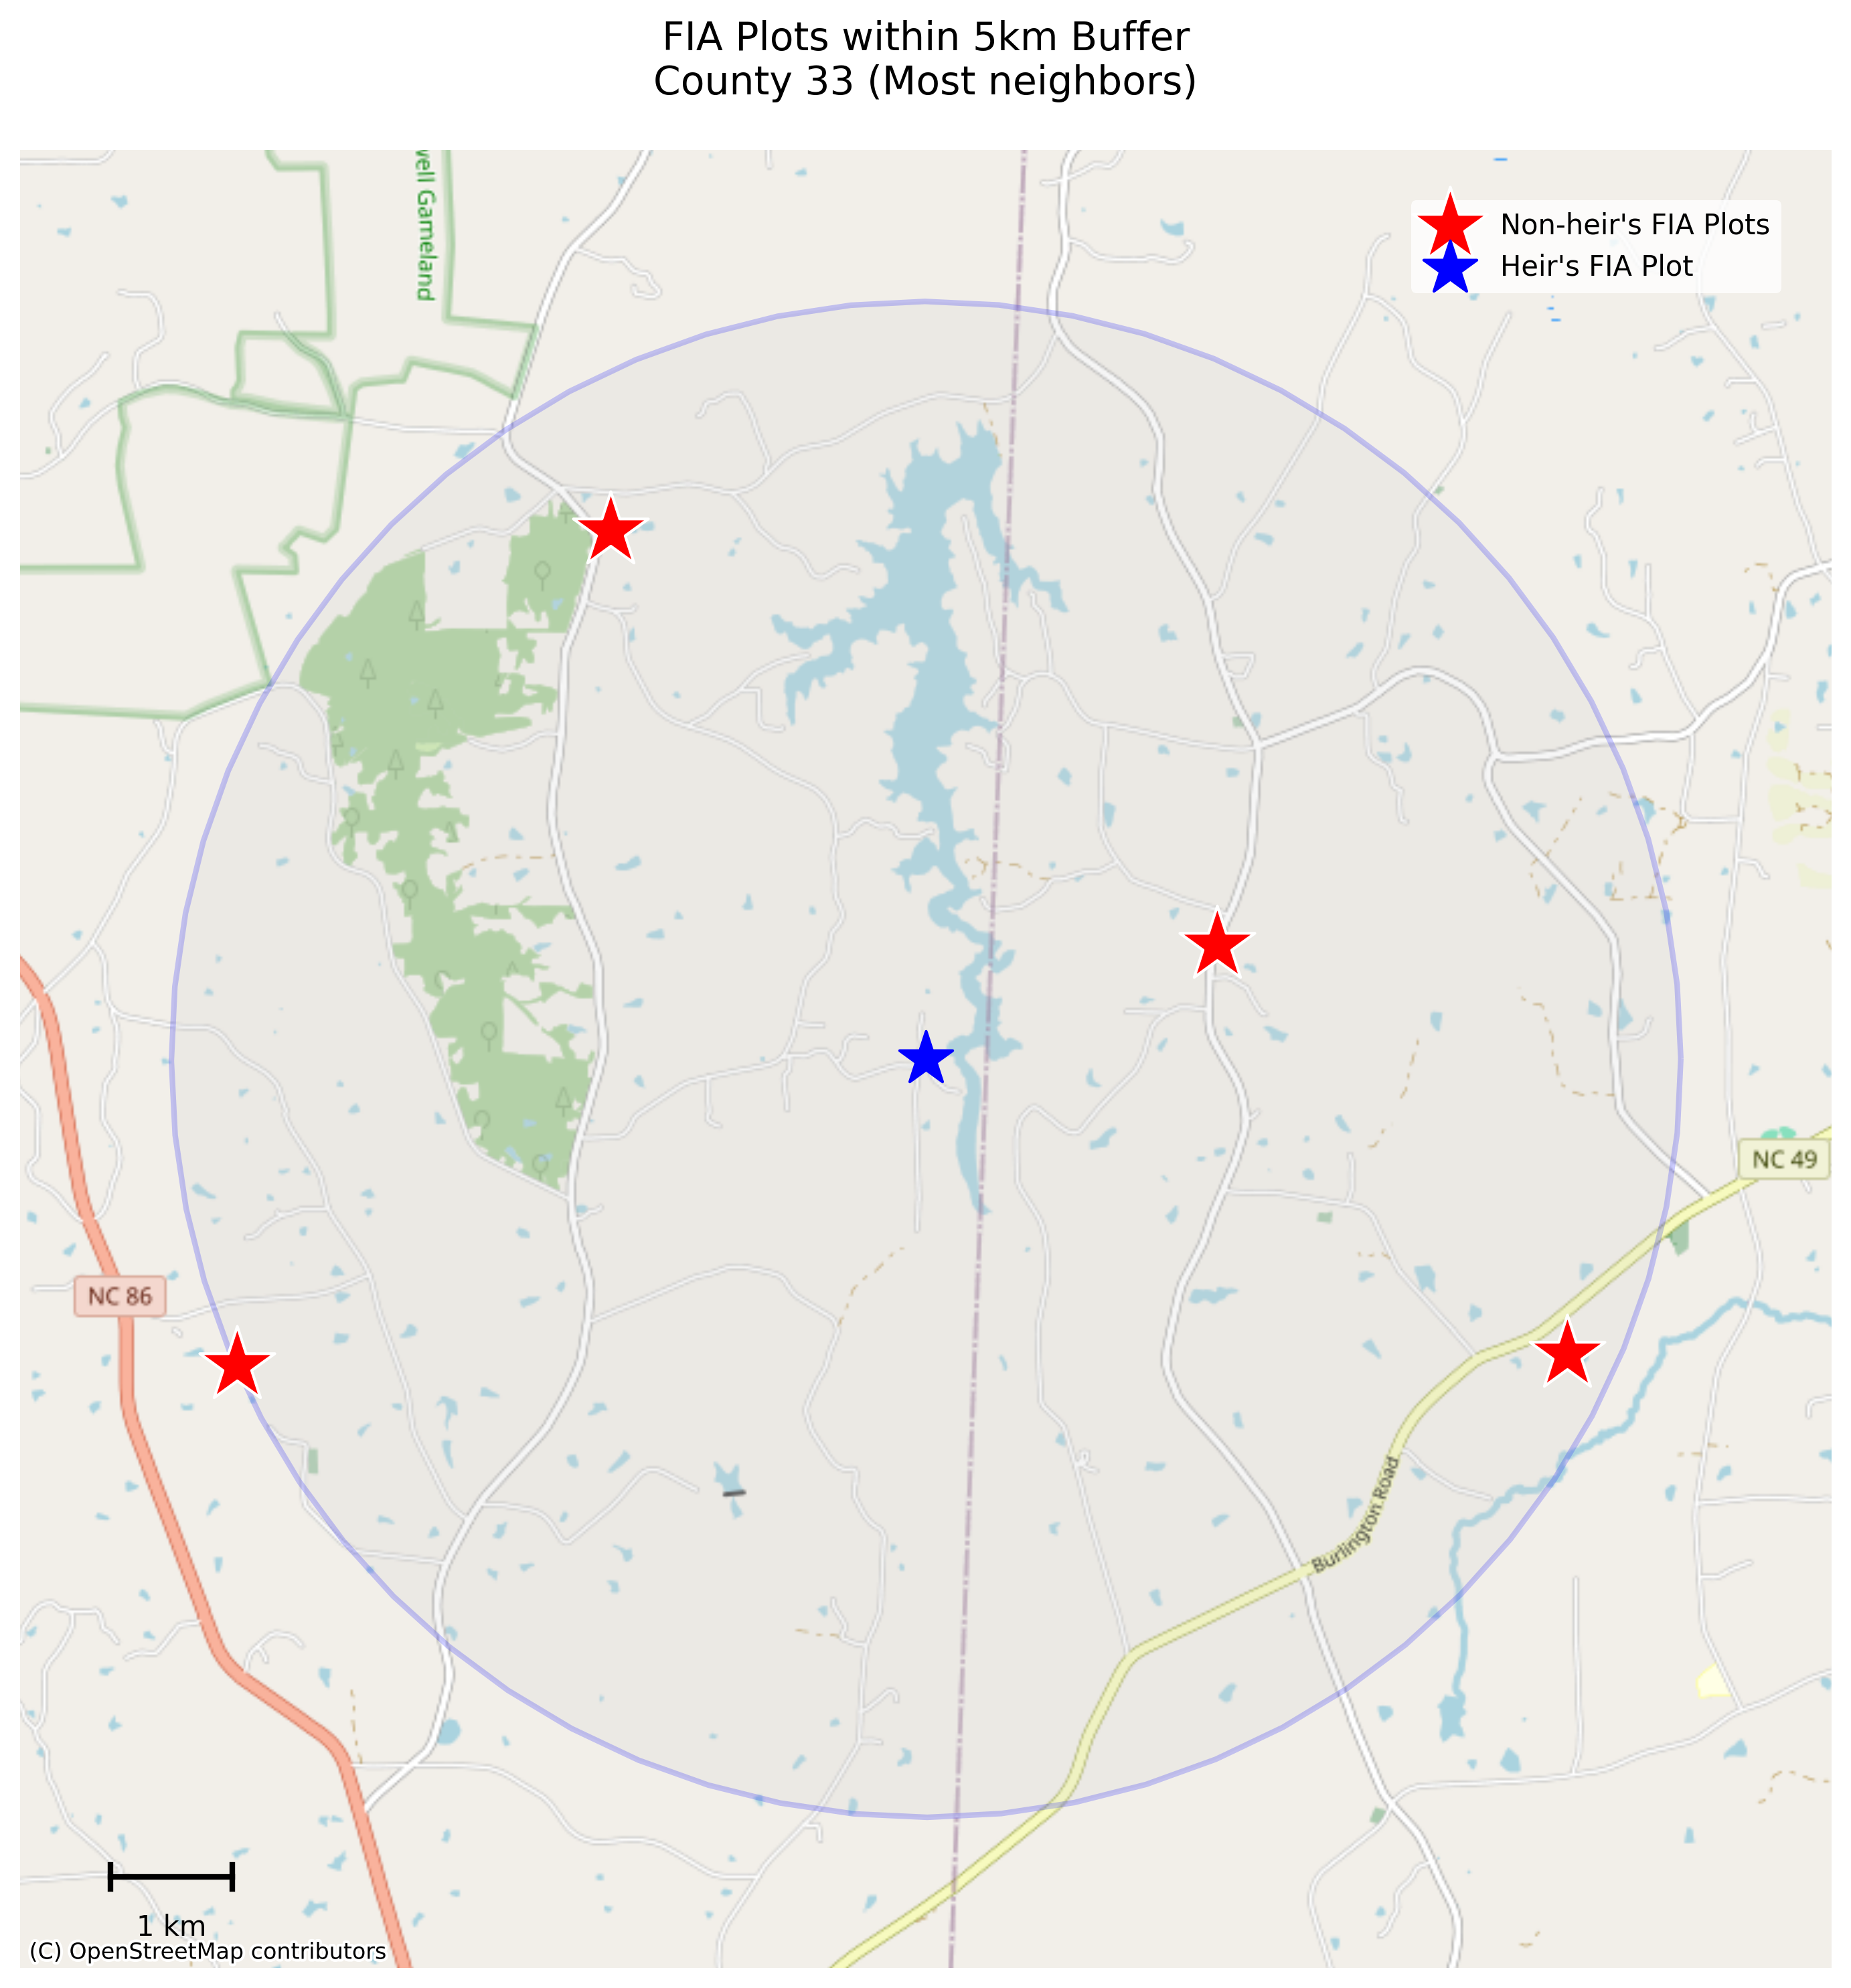 FIA Plots within 5km Buffer
County 33 (Most neighbors)
well Gameland
Non-heir's FIA Plots
Heir's FIA Plot
NC 49
NC 86
Burlington Road
1 km
(C) OpenStreetMap contributors